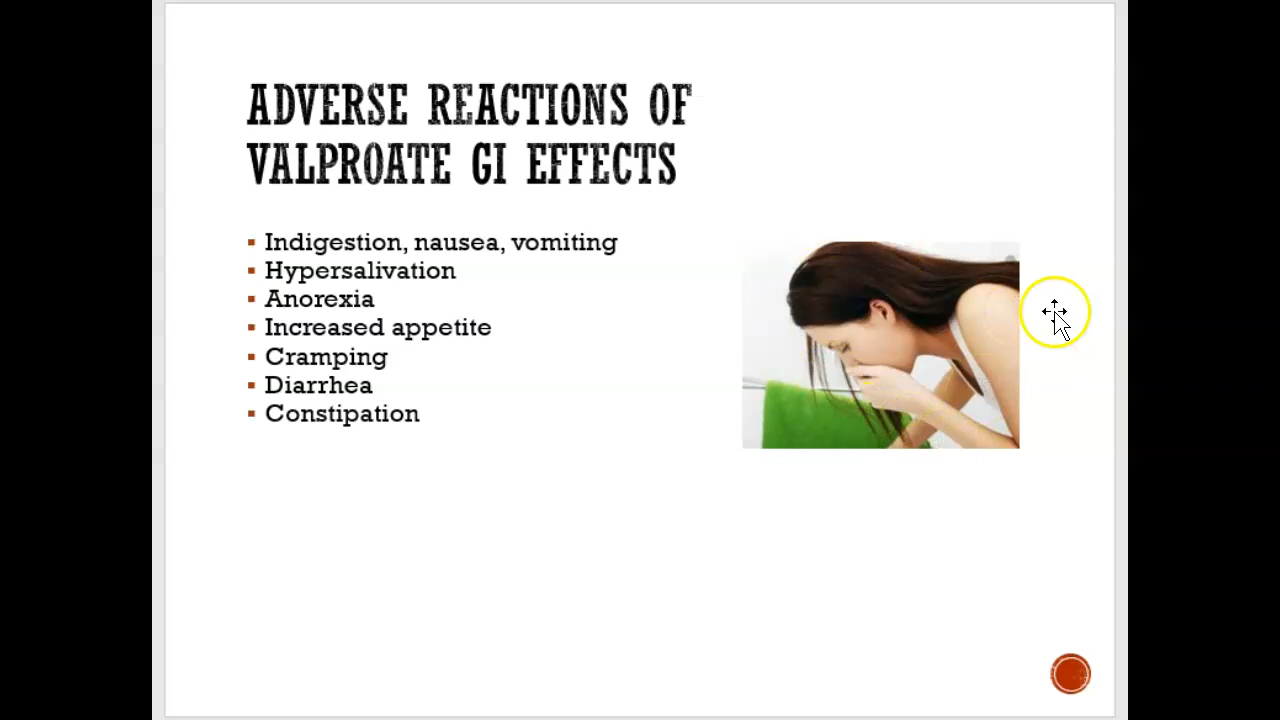 ADVERSE REACTIONS OF
VALPROATE GI EFFECTS
Indigestion, nausea, vomiting
Hypersalivation
Anorexia
Increased appetite
Cramping
Diarrhea
Constipation